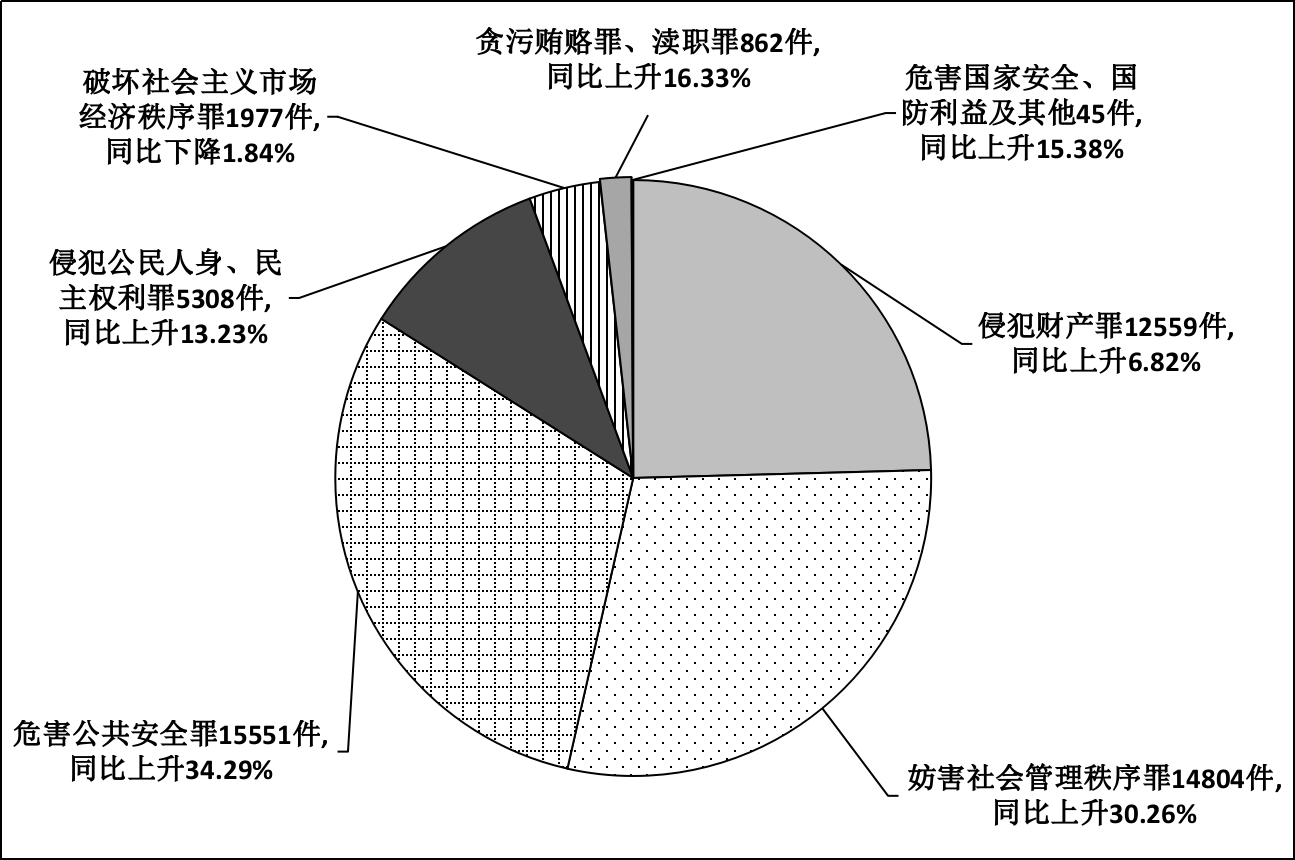 贪污贿赂罪、渎职罪862件,
同比上升16.33%
破坏社会主义市场
经济秩序罪1977件,
同比下降1.84%
危害国家安全、国
防利益及其他45件,
同比上升15.38%
侵犯公民人身、民
主权利罪5308件,
同比上升13.23%
侵犯财产罪12559件,
同比上升6.82%
危害公共安全罪15551件,
同比上升34.29%
妨害社会管理秩序罪14804件,
同比上升30.26%